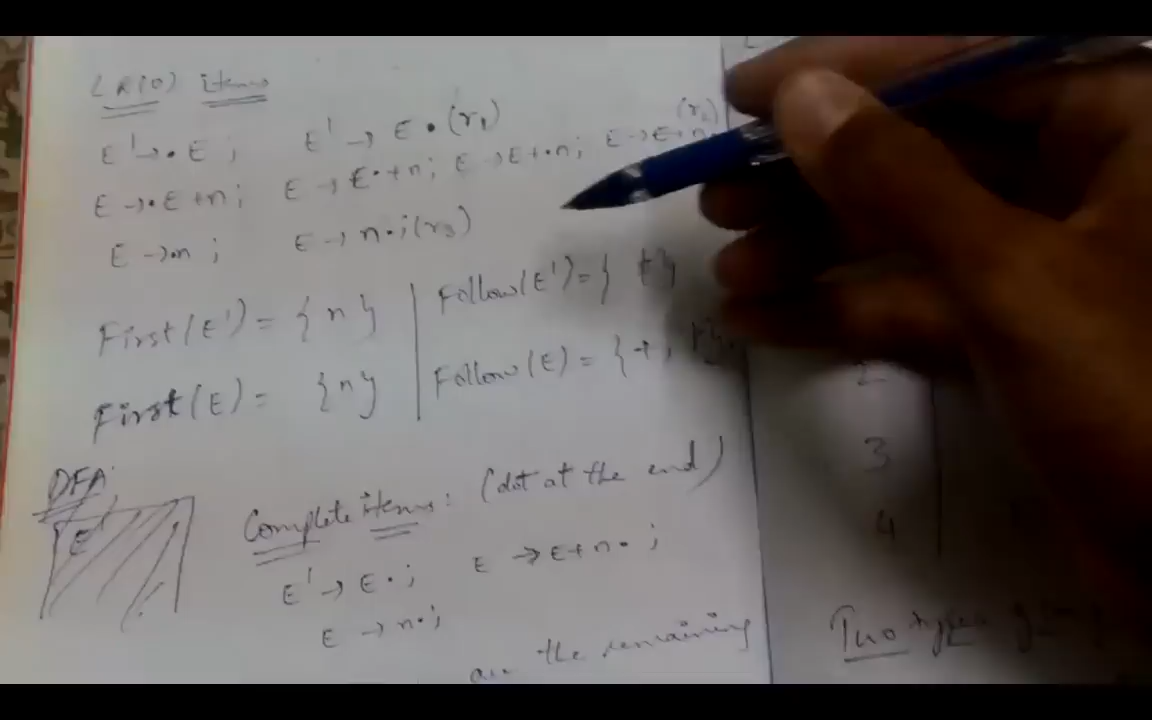 LR(0) items
E' → • E ; E' → E • (r1)
E → • E + n ; E → E • + n ; E → E + • n ; E → E + n • (r2)
E → • n ; E → n • ; (r3)
First(E') = { n } Follow(E') = {
First(E) = { n } Follow(E) = { + ,
2
3
4
DFA:
E'
Complete items : (dot at the end)
E' → E • ; E → E + n • ;
E → n • ;
the remaining
Two types of